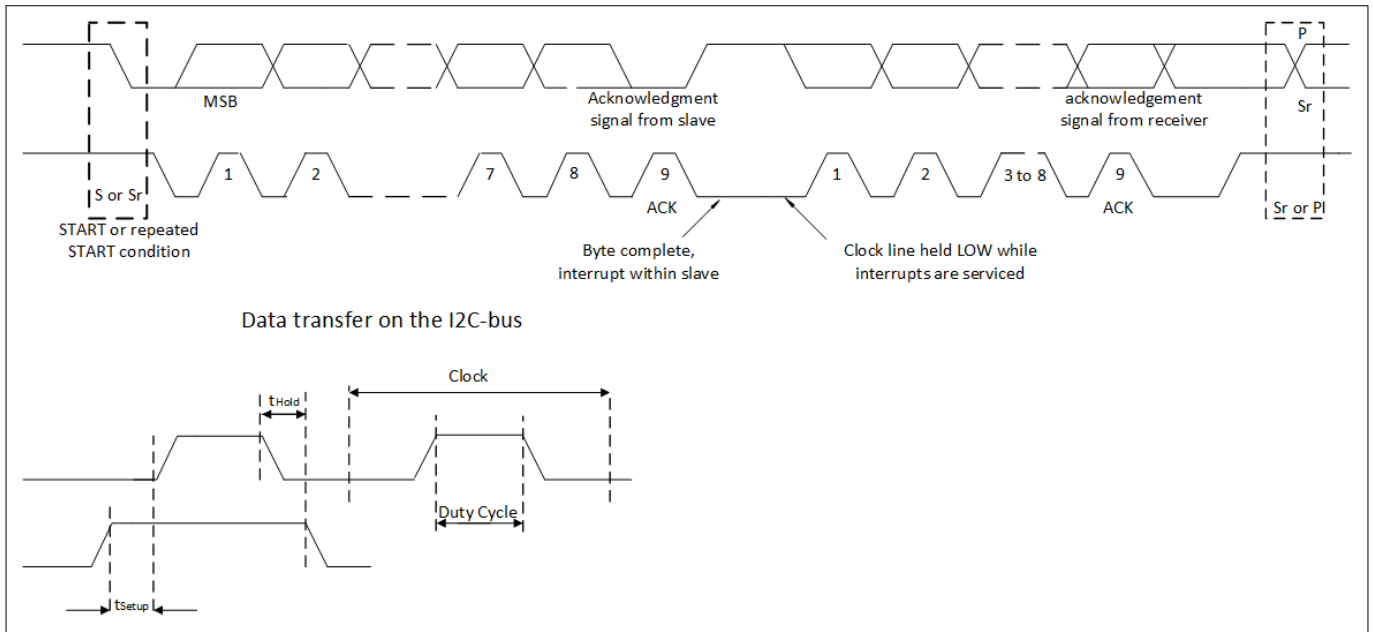 P
MSB
Acknowledgment
signal from slave
acknowledgement
signal from receiver
Sr
1
2
7
8
9
1
2
3 to 8
9
S or Sr
ACK
ACK
Sr or P
START or repeated
START condition
Byte complete,
interrupt within slave
Clock line held LOW while
interrupts are serviced
Data transfer on the I2C-bus
Clock
tHold
Duty Cycle
tSetup